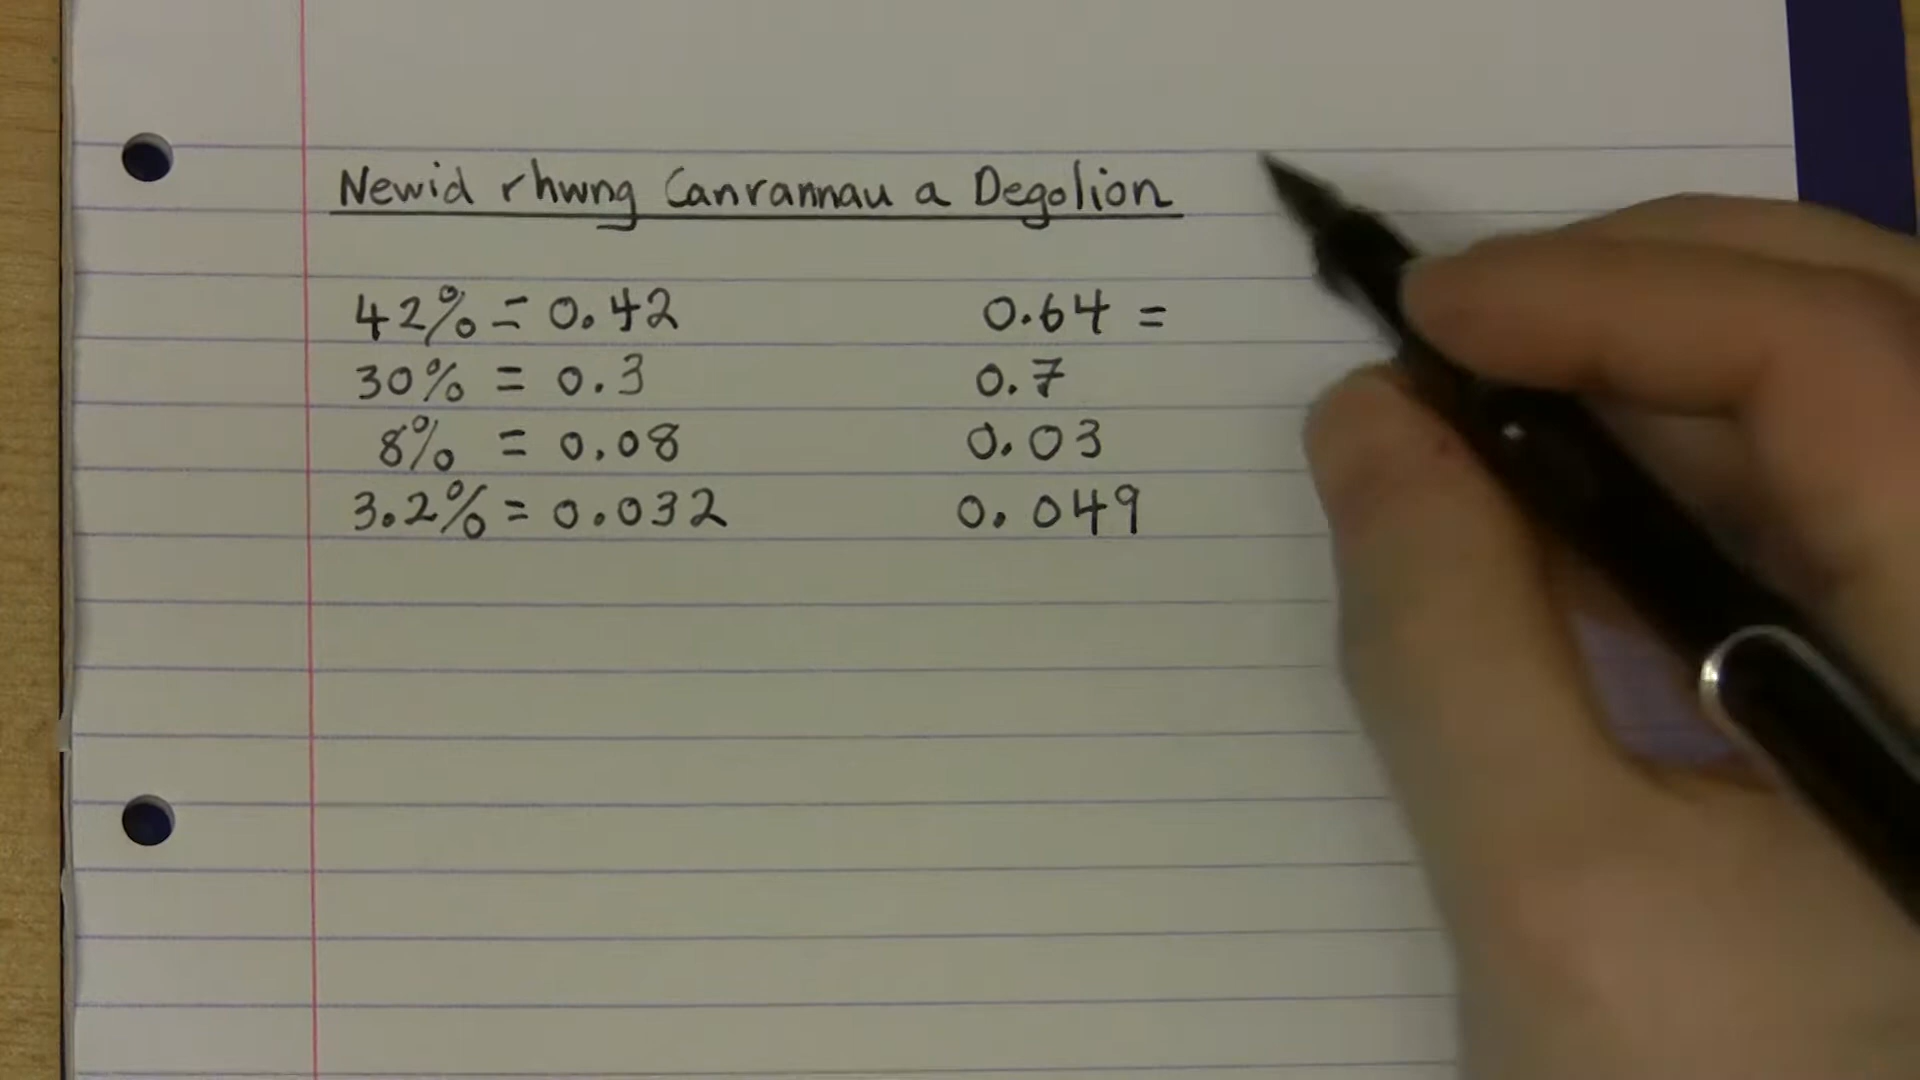 Newid rhwng Canrannau a Degolion
42% = 0.42 0.64 =
30% = 0.3 0.7
8% = 0.08 0.03
3.2% = 0.032 0.049